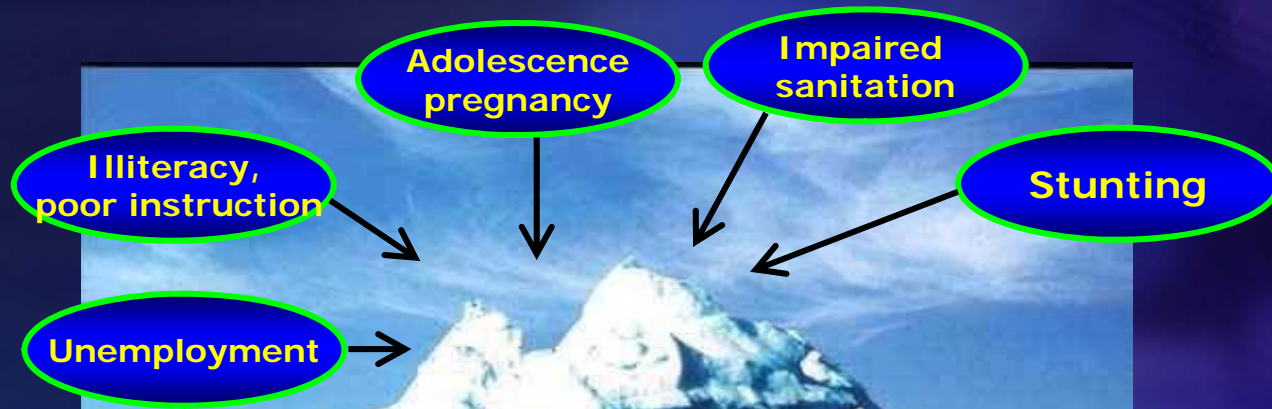 Adolescence
pregnancy
Impaired
sanitation
Illiteracy,
poor instruction
Stunting
Unemployment